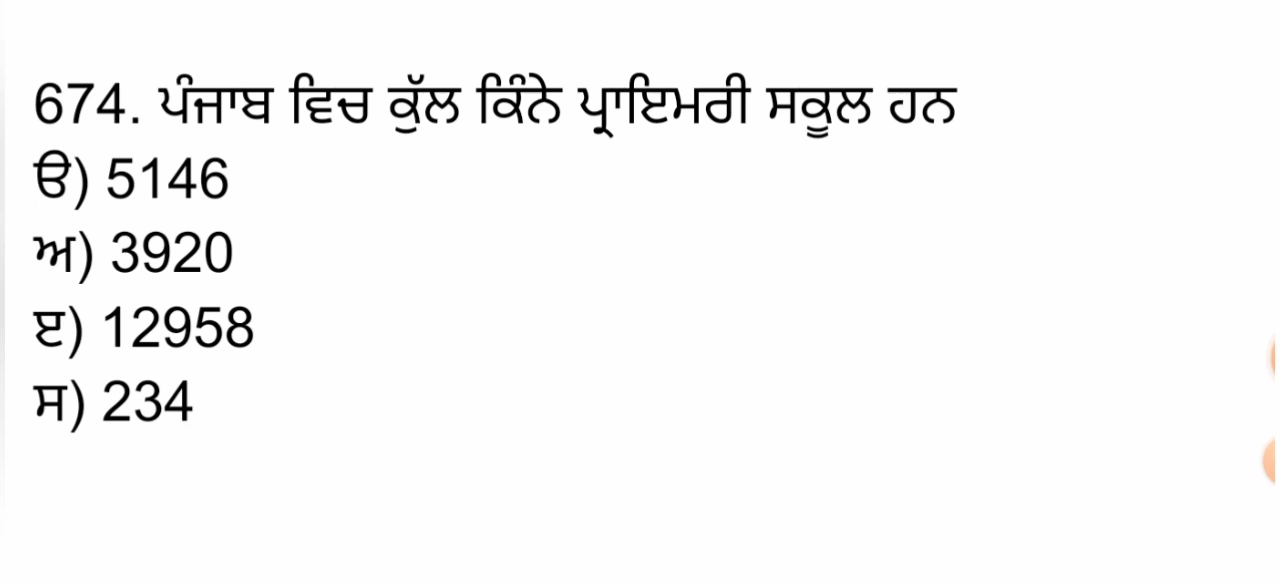 674. ਪੰਜਾਬ ਵਿਚ ਕੁੱਲ ਕਿੰਨੇ ਪ੍ਰਾਇਮਰੀ ਸਕੂਲ ਹਨ
ੳ) 5146
ਅ) 3920
ੲ) 12958
ਸ) 234